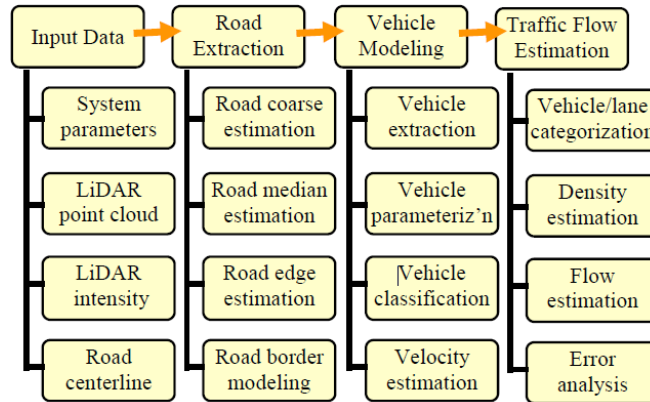 Input Data
Road
Extraction
Vehicle
Modeling
Traffic Flow
Estimation
System
parameters
LiDAR
point cloud
LiDAR
intensity
Road
centerline
Road coarse
estimation
Road median
estimation
Road edge
estimation
Road border
modeling
Vehicle
extraction
Vehicle
parameteriz'n
Vehicle
classification
Velocity
estimation
Vehicle/lane
categorization
Density
estimation
Flow
estimation
Error
analysis